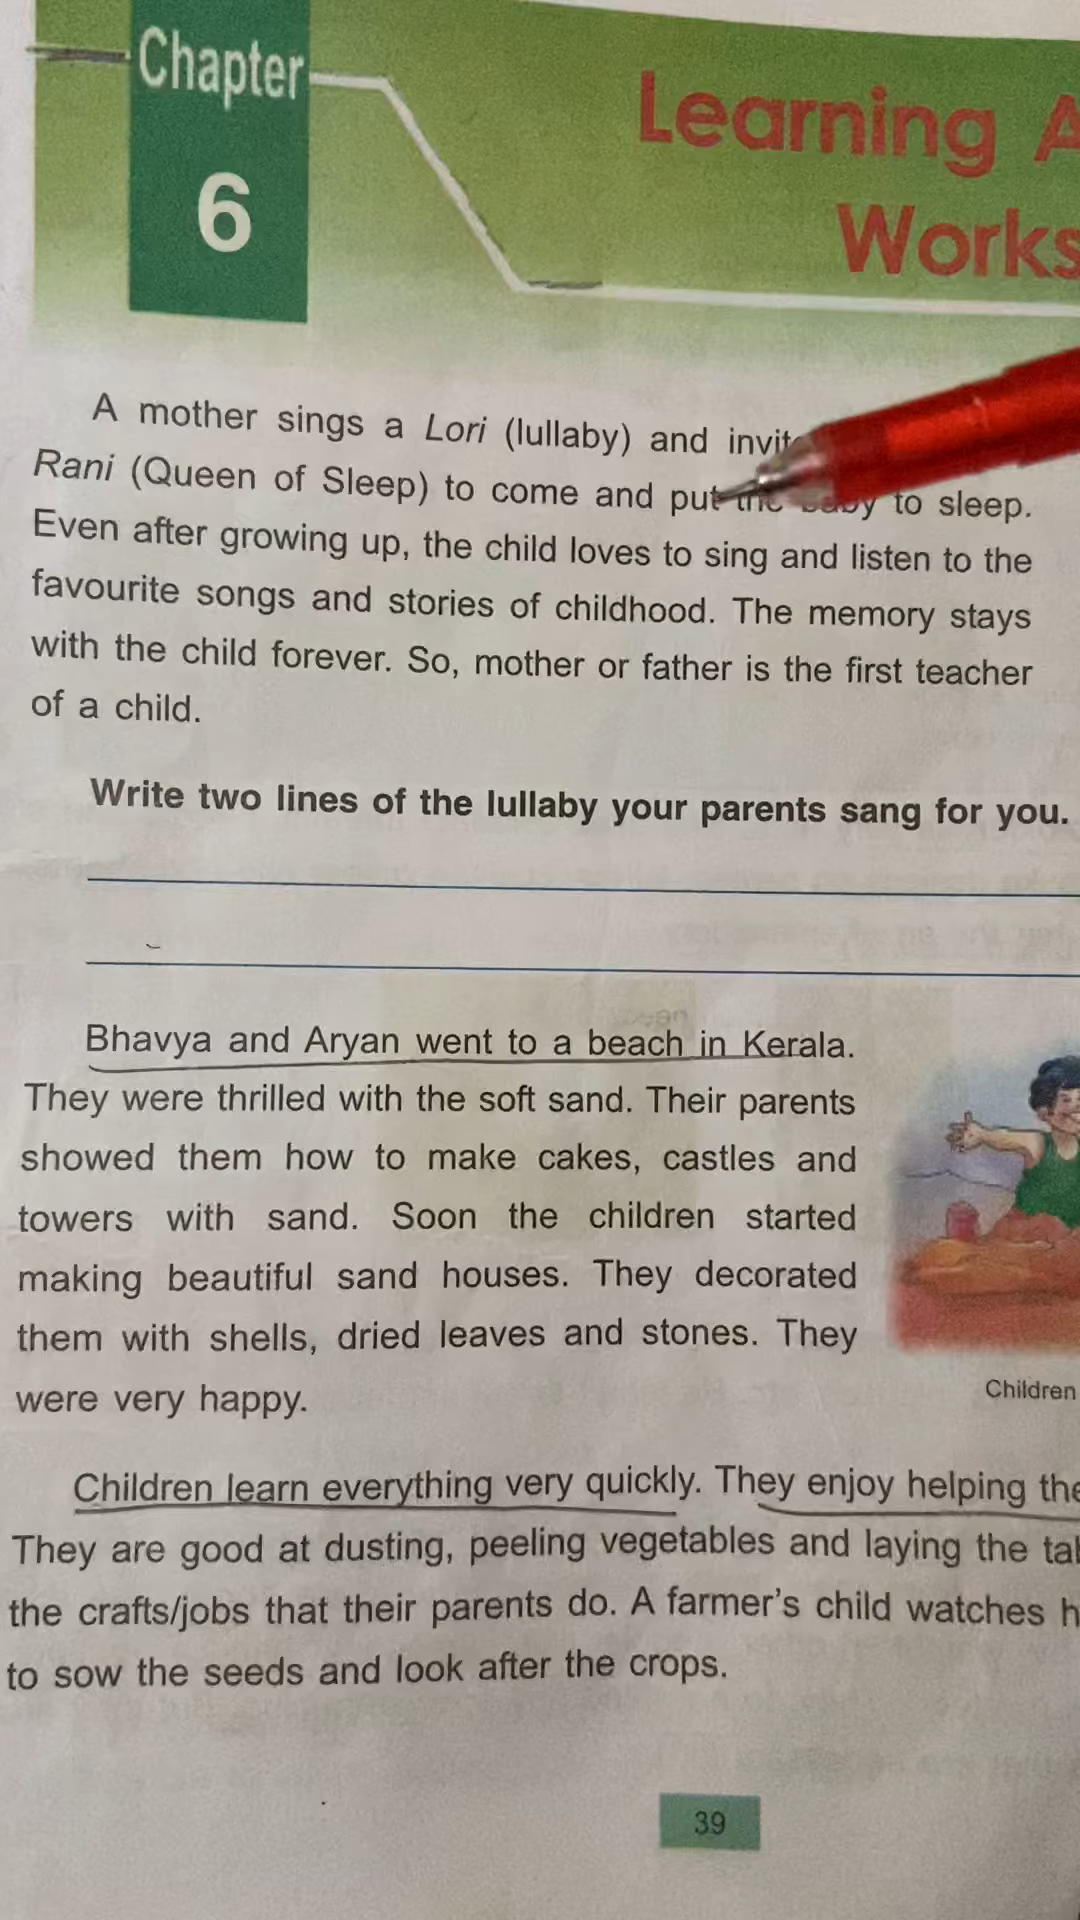 Chapter
6
Learning
Works
A mother sings a Lori (lullaby) and
Rani (Queen of Sleep) to come and put the baby to sleep.
Even after growing up, the child loves to sing and listen to the
favourite songs and stories of childhood. The memory stays
with the child forever. So, mother or father is the first teacher
of a child.
Write two lines of the lullaby your parents sang for you.
Bhavya and Aryan went to a beach in Kerala.
They were thrilled with the soft sand. Their parents
showed them how to make cakes, castles and
towers with sand. Soon the children started
making beautiful sand houses. They decorated
them with shells, dried leaves and stones. They
were very happy.
Children
Children learn everything very quickly. They enjoy helping
They are good at dusting, peeling vegetables and laying the
the crafts/jobs that their parents do. A farmer's child watches
to sow the seeds and look after the crops.
39